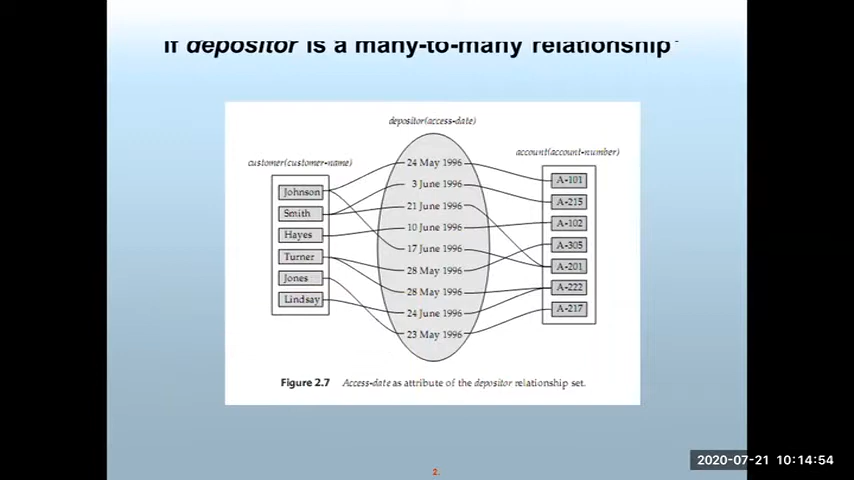 If depositor is a many-to-many relationship
depositor(access-date)
customer(customer-name)
account(account-number)
Johnson
Smith
Hayes
Turner
Jones
Lindsay
24 May 1996
3 June 1996
21 June 1996
10 June 1996
17 June 1996
28 May 1996
28 May 1996
24 June 1996
23 May 1996
A-101
A-215
A-102
A-305
A-201
A-222
A-217
Figure 2.7 Access-date as attribute of the depositor relationship set.
2.
2020-07-21 10:14:54